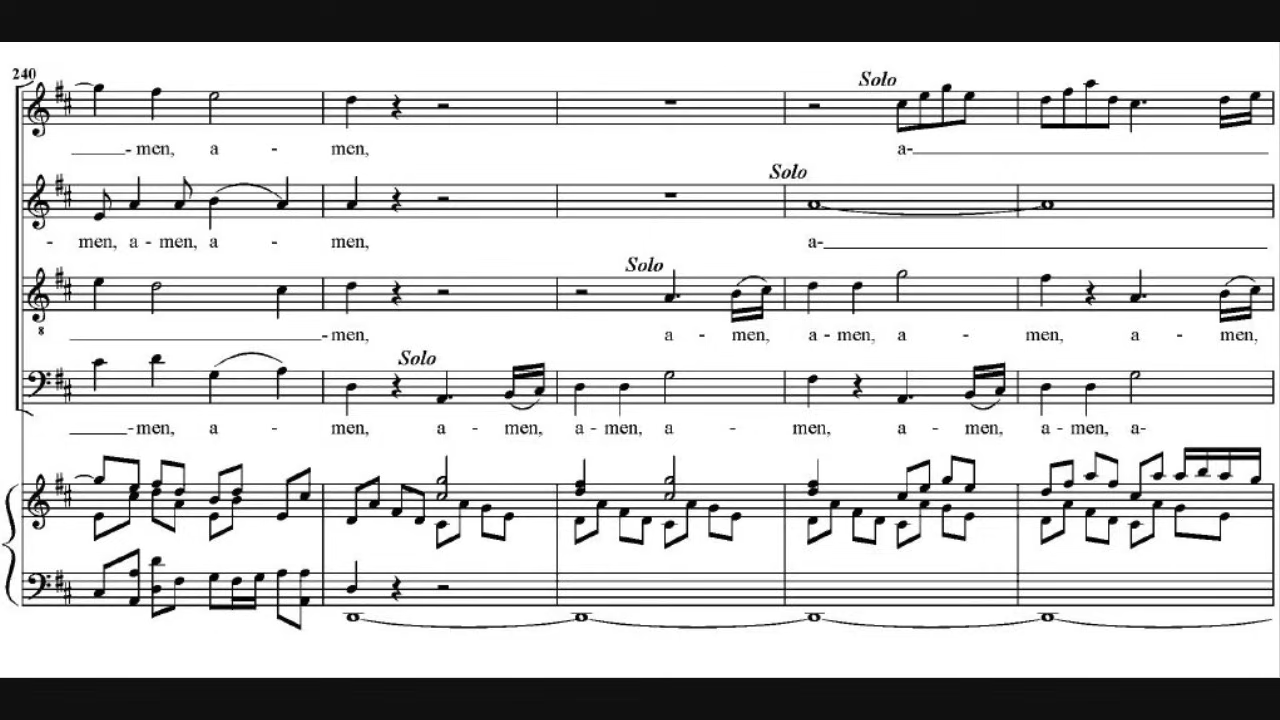 240
Solo
- men, a - men, a-
Solo
- men, a - men, a - men, a-
Solo
8
- men, a - men, a - men, a - men, a - men,
Solo
- men, a - men, a - men, a - men, a - men, a - men, a - men, a-